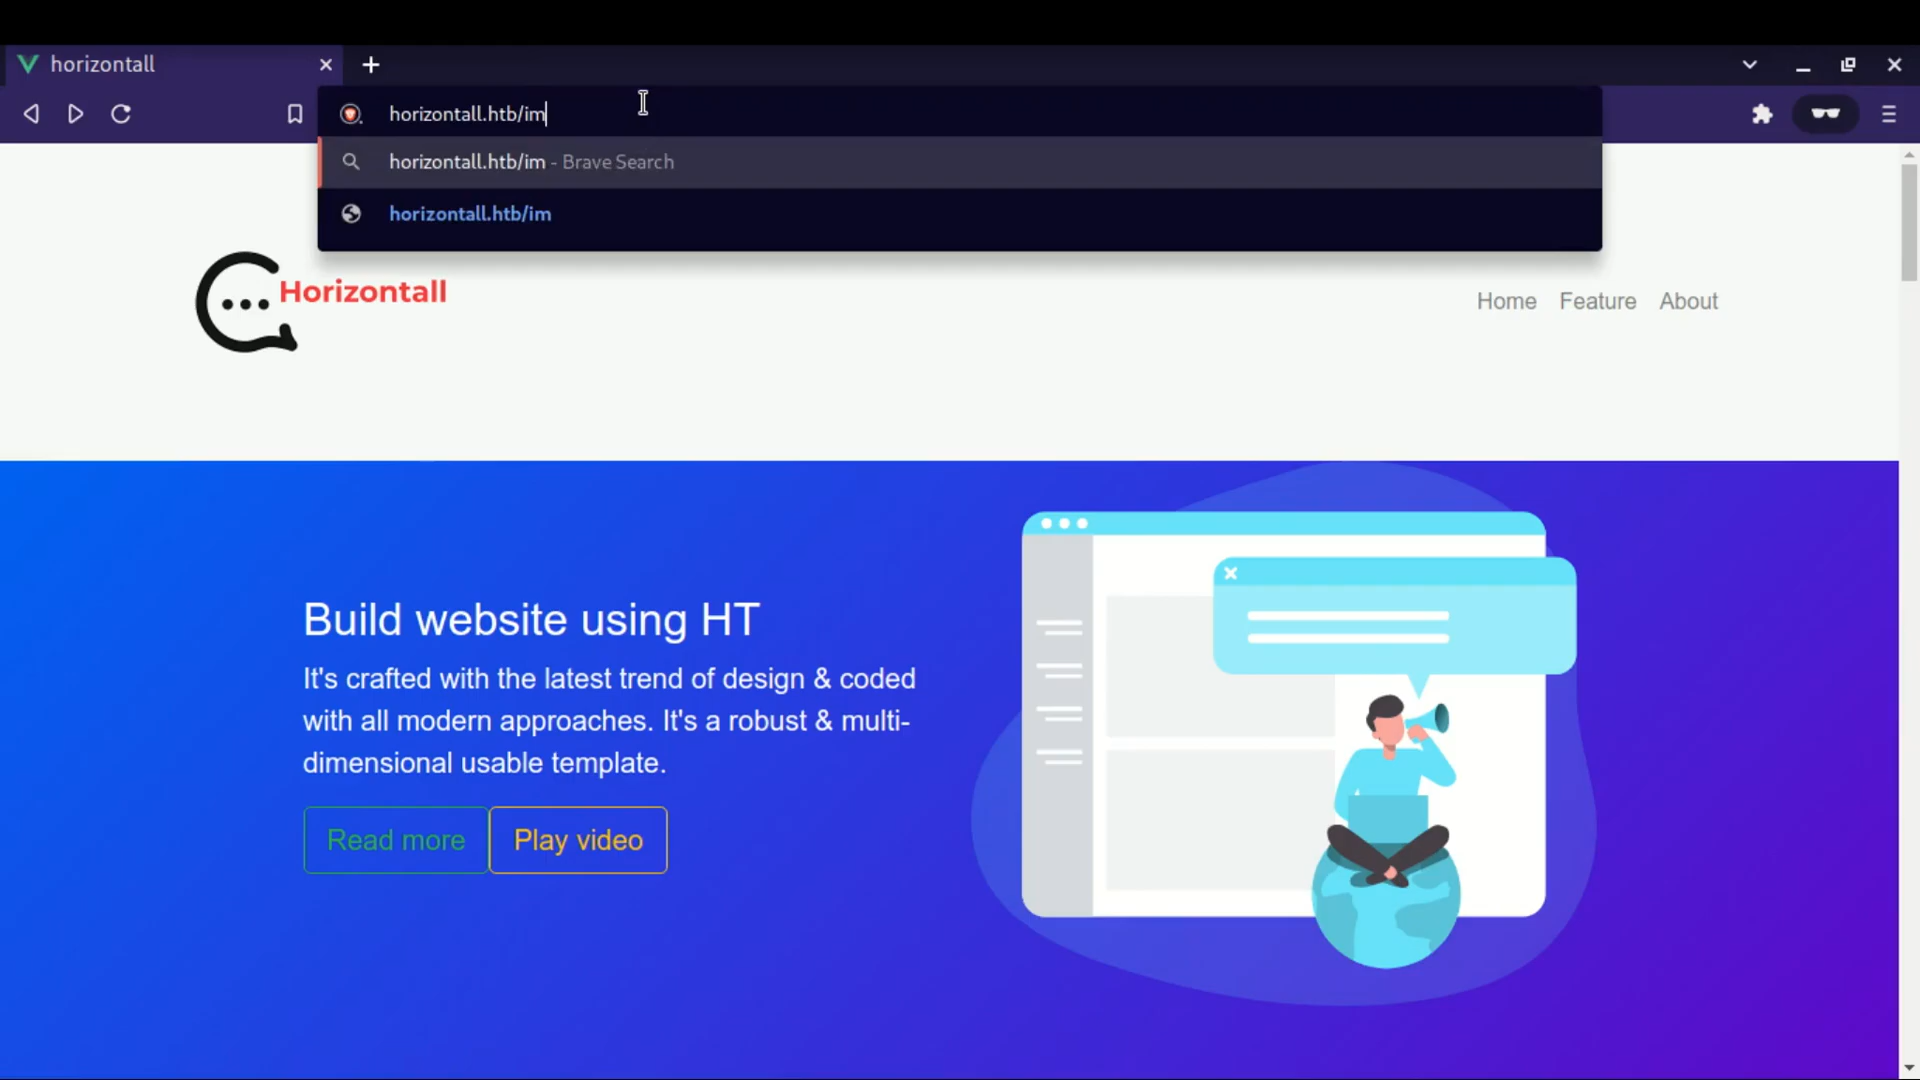 horizontall
horizontall.htb/im
horizontall.htb/im - Brave Search
horizontall.htb/im
Horizontall
Home Feature About
Build website using HT
It's crafted with the latest trend of design & coded
with all modern approaches. It's a robust & multi-
dimensional usable template.
Read more Play video